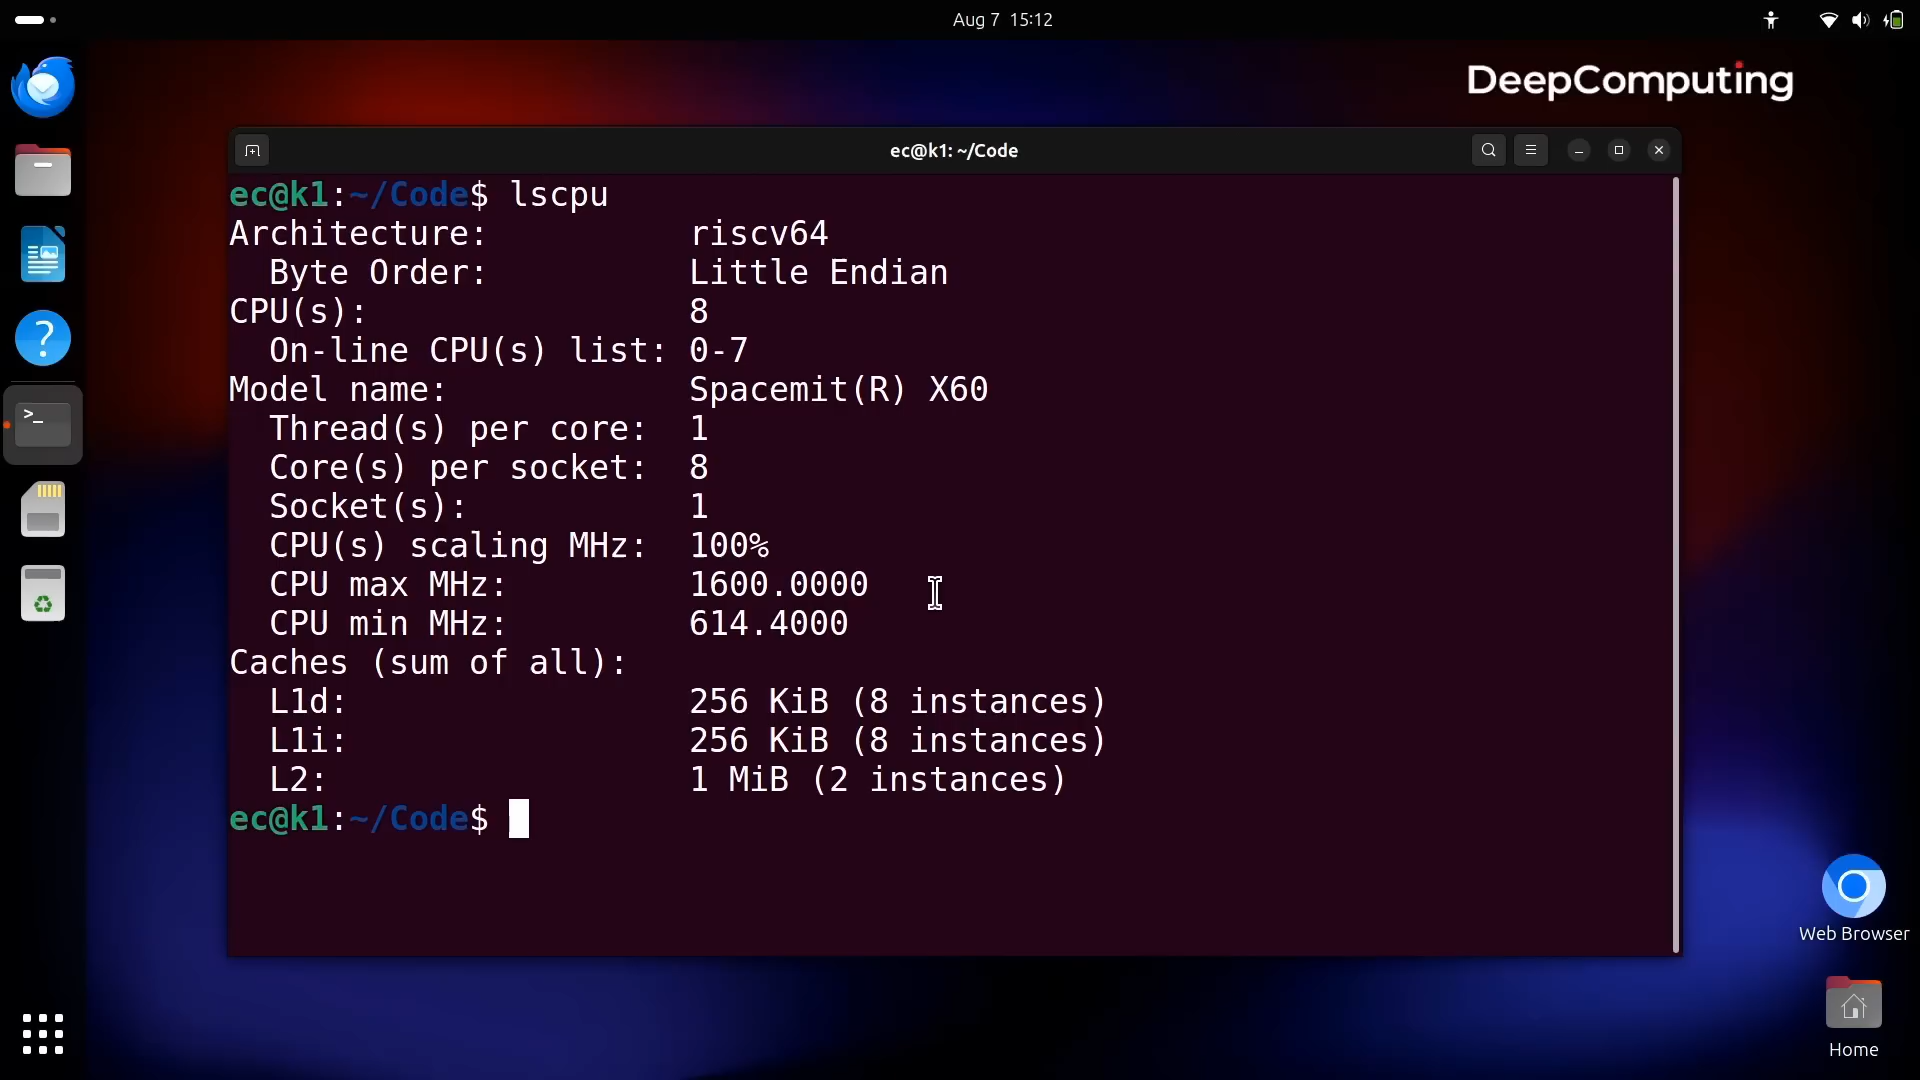 Aug 7 15:12
DeepComputing
ec@k1: ~/Code
ec@k1:~/Code$ lscpu
Architecture: riscv64
Byte Order: Little Endian
CPU(s): 8
On-line CPU(s) list: 0-7
Model name: Spacemit(R) X60
Thread(s) per core: 1
Core(s) per socket: 8
Socket(s): 1
CPU(s) scaling MHz: 100%
CPU max MHz: 1600.0000
CPU min MHz: 614.4000
Caches (sum of all):
L1d: 256 KiB (8 instances)
L1i: 256 KiB (8 instances)
L2: 1 MiB (2 instances)
ec@k1:~/Code$
Web Browser
Home